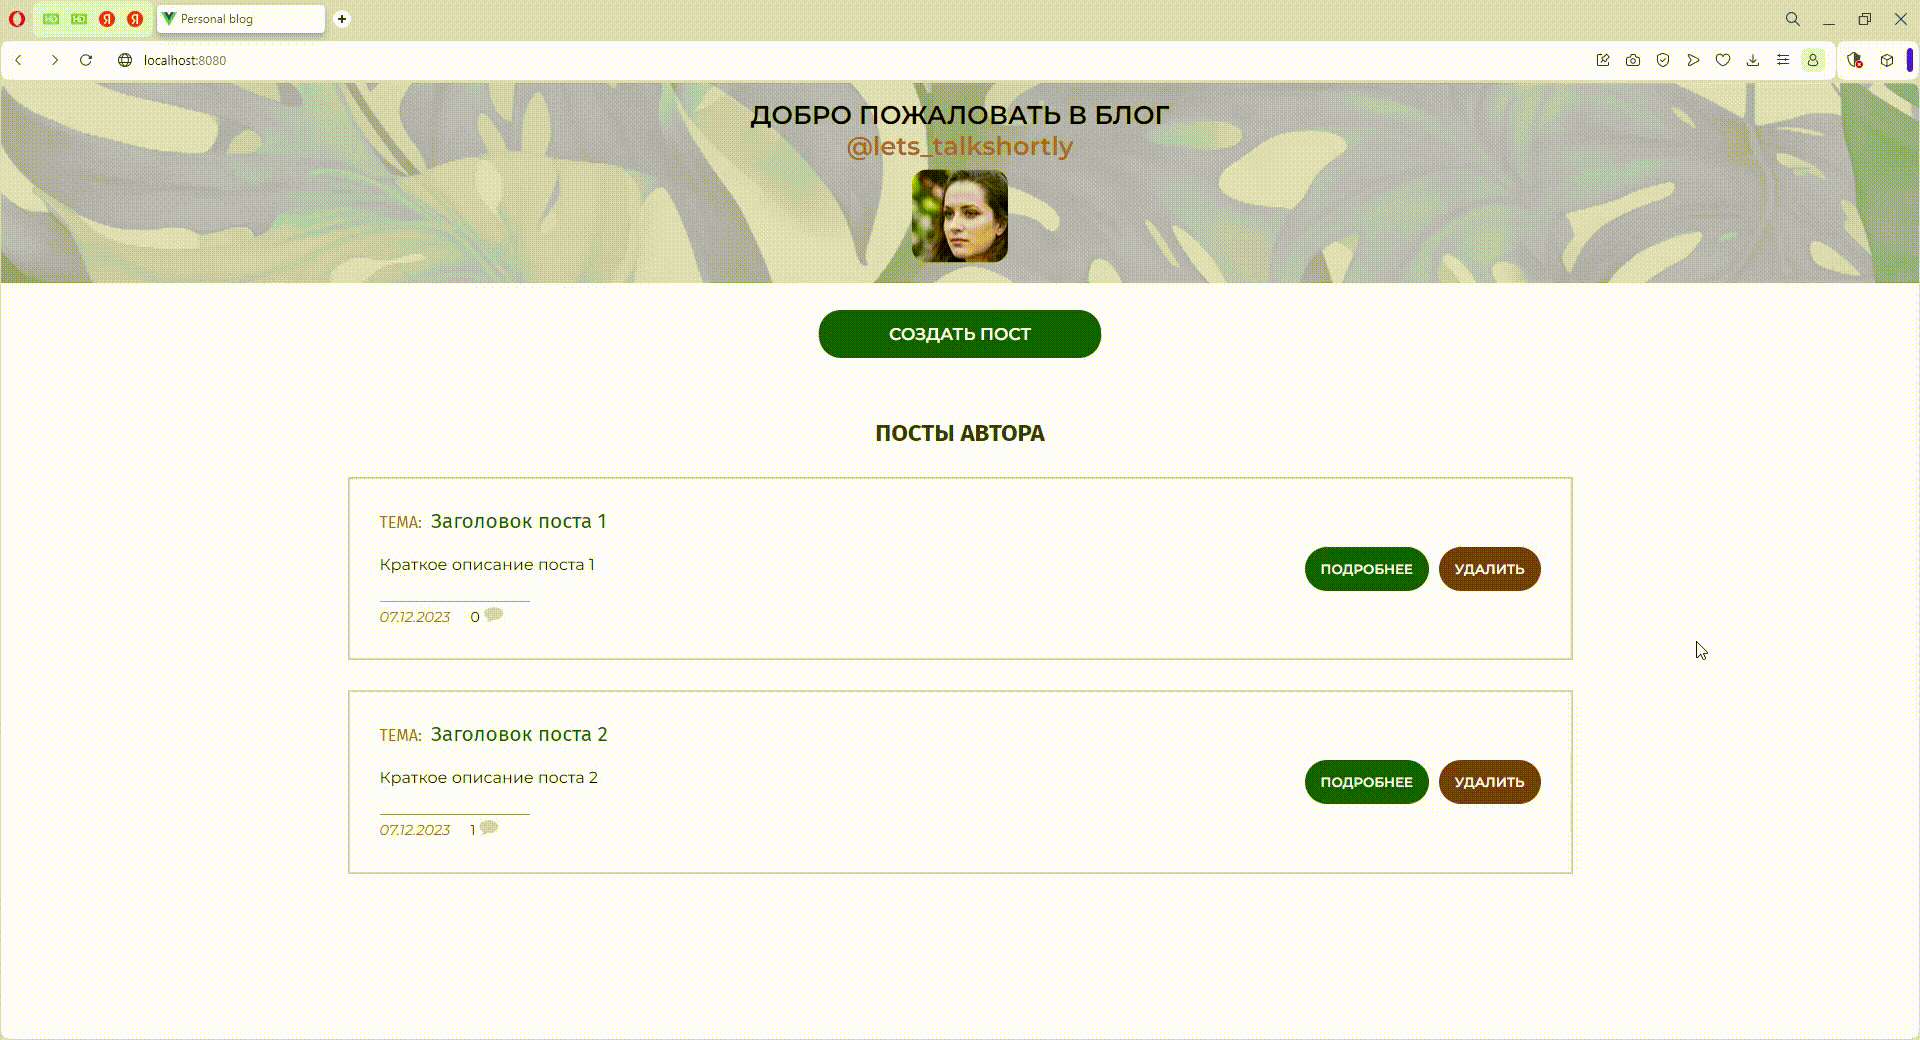 Personal blog
localhost:8080
ДОБРО ПОЖАЛОВАТЬ В БЛОГ
@lets_talkshortly
СОЗДАТЬ ПОСТ
ПОСТЫ АВТОРА
ТЕМА: Заголовок поста 1
Краткое описание поста 1
ПОДРОБНЕЕ УДАЛИТЬ
07.12.2023 0
ТЕМА: Заголовок поста 2
Краткое описание поста 2
ПОДРОБНЕЕ УДАЛИТЬ
07.12.2023 1